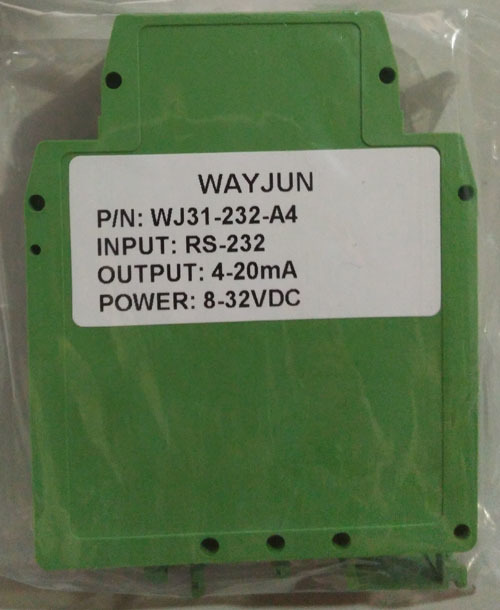 WAYJUN
P/N: WJ31-232-A4
INPUT: RS-232
OUTPUT: 4-20mA
POWER: 8-32VDC